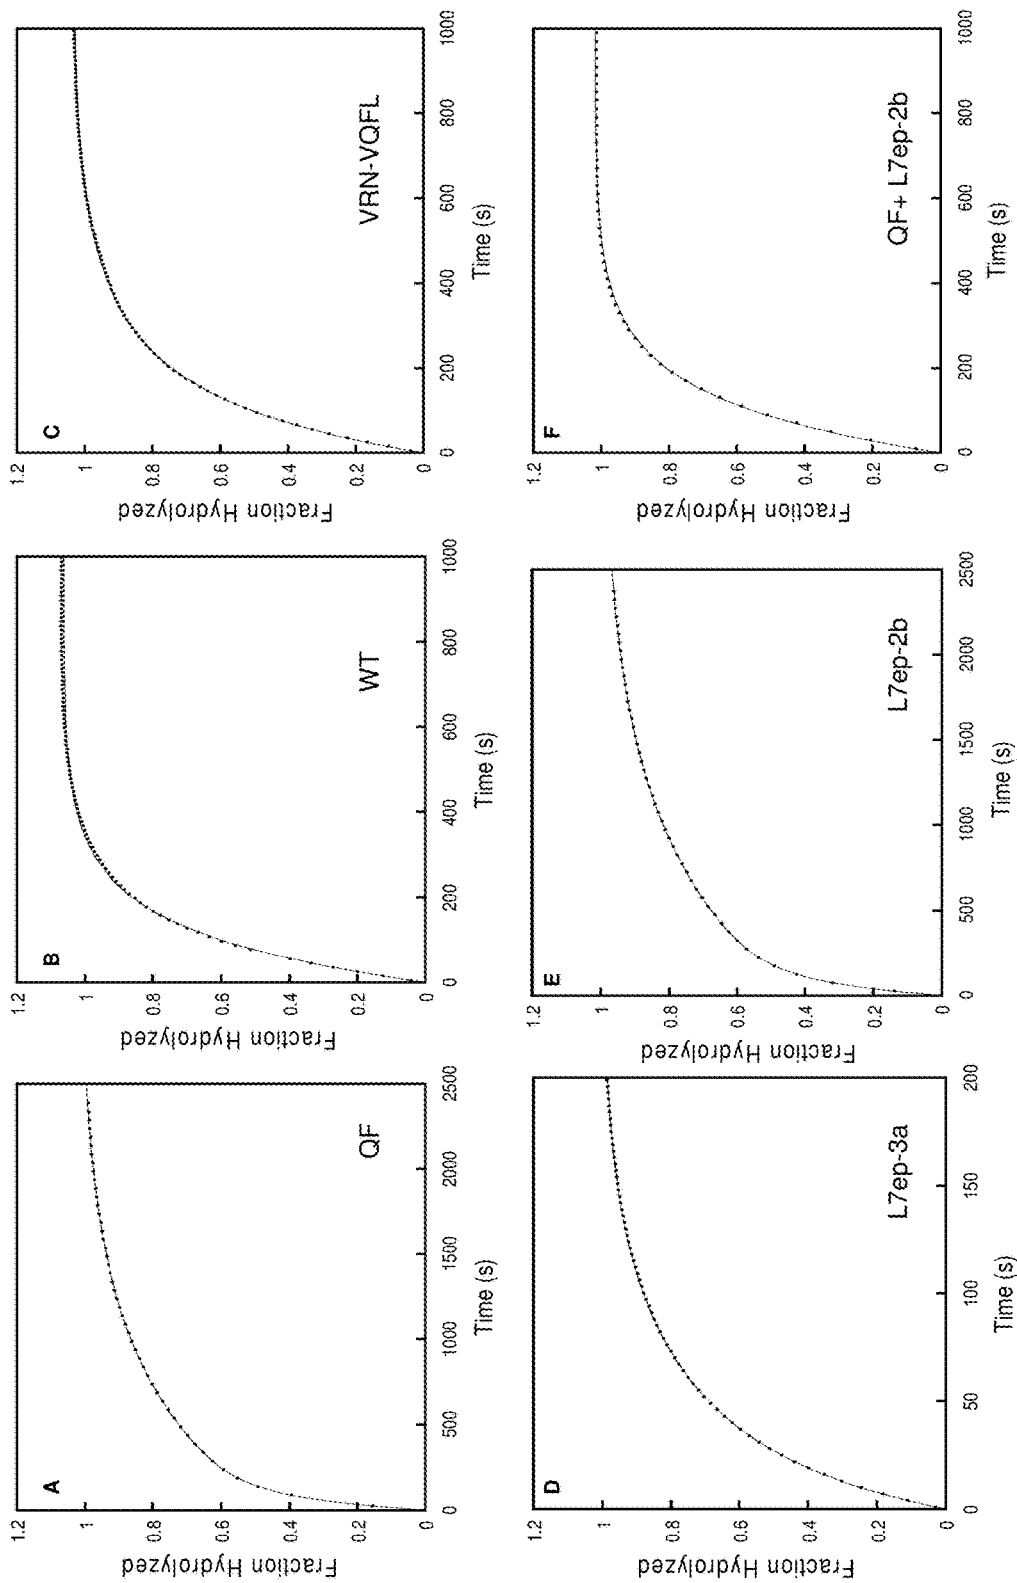 A
Fraction Hydrolyzed
1.2
1
0.8
0.6
0.4
0.2
0
QF
0 500 1000 1500 2000 2500
Time (s)
B
Fraction Hydrolyzed
1.2
1
0.8
0.6
0.4
0.2
0
WT
0 200 400 600 800 1000
Time (s)
C
Fraction Hydrolyzed
1.2
1
0.8
0.6
0.4
0.2
0
VRN-VQFL
0 200 400 600 800 1000
Time (s)
D
Fraction Hydrolyzed
1.2
1
0.8
0.6
0.4
0.2
0
L7ep-3a
0 50 100 150 200
Time (s)
E
Fraction Hydrolyzed
1.2
1
0.8
0.6
0.4
0.2
0
L7ep-2b
0 500 1000 1500 2000 2500
Time (s)
F
Fraction Hydrolyzed
1.2
1
0.8
0.6
0.4
0.2
0
QF+ L7ep-2b
0 200 400 600 800 1000
Time (s)